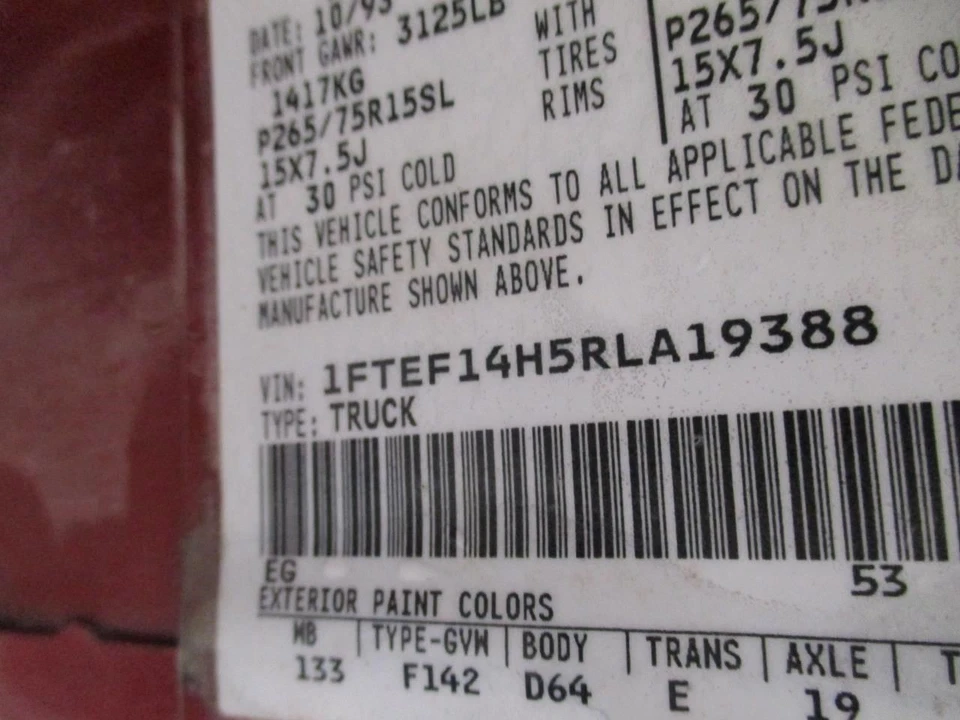 DATE: 10/93
FRONT GAWR: 3125LB
1417KG
P265/75R15SL
15X7.5J
AT 30 PSI COLD
WITH
TIRES
RIMS
15X7.5J
AT 30 PSI CO
THIS VEHICLE CONFORMS TO ALL APPLICABLE FEDE
VEHICLE SAFETY STANDARDS IN EFFECT ON THE DA
MANUFACTURE SHOWN ABOVE.
VIN: 1FTEF14H5RLA19388
TYPE: TRUCK
EG 53
EXTERIOR PAINT COLORS
WB TYPE-GVW BODY TRANS AXLE T
133 F142 D64 E 19